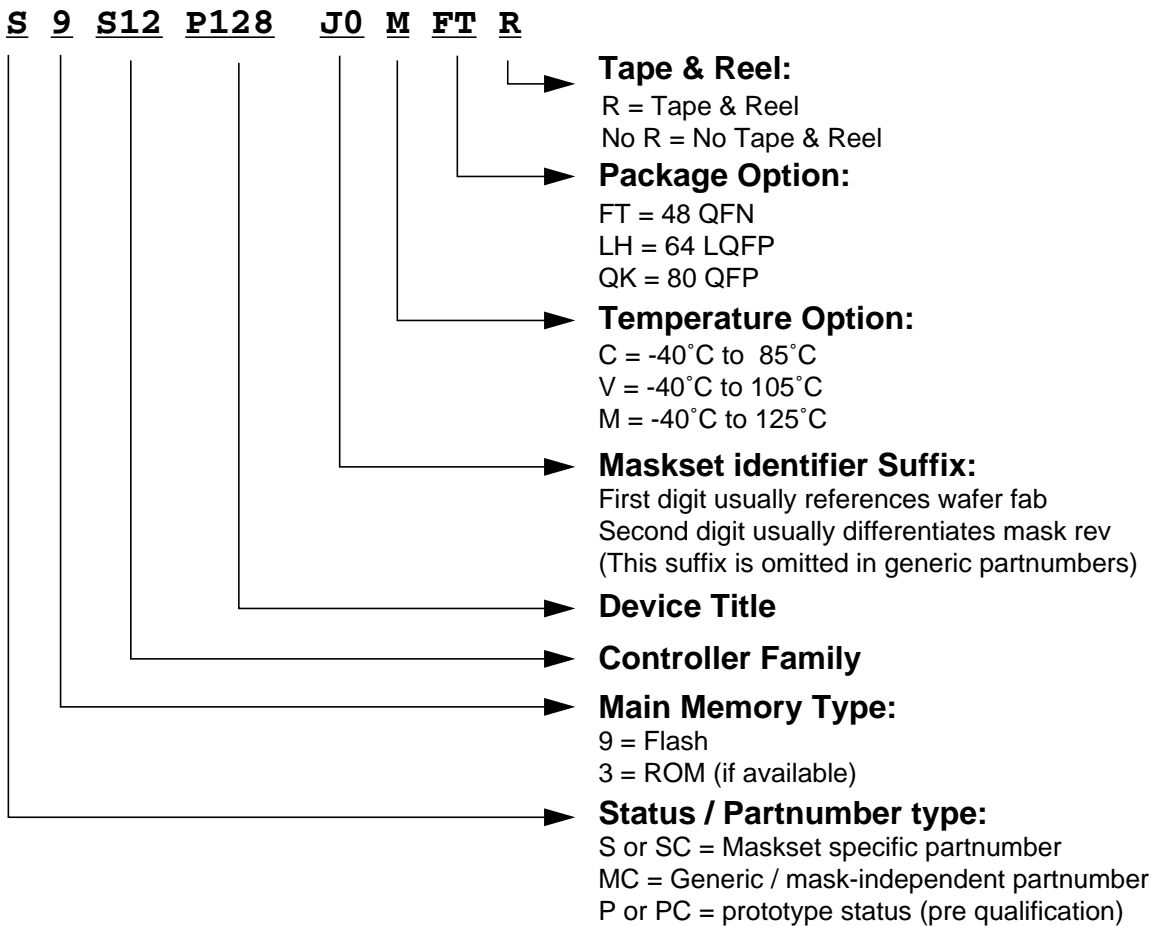 S 9 S12 P128 J0 M FT R
Tape & Reel:
R = Tape & Reel
No R = No Tape & Reel
Package Option:
FT = 48 QFN
LH = 64 LQFP
QK = 80 QFP
Temperature Option:
C = -40˚C to 85˚C
V = -40˚C to 105˚C
M = -40˚C to 125˚C
Maskset identifier Suffix:
First digit usually references wafer fab
Second digit usually differentiates mask rev
(This suffix is omitted in generic partnumbers)
Device Title
Controller Family
Main Memory Type:
9 = Flash
3 = ROM (if available)
Status / Partnumber type:
S or SC = Maskset specific partnumber
MC = Generic / mask-independent partnumber
P or PC = prototype status (pre qualification)